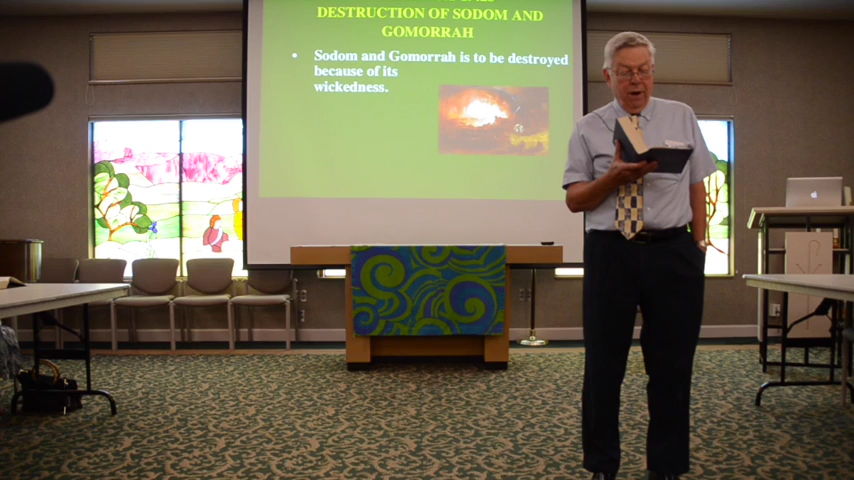 DESTRUCTION OF SODOM AND
GOMORRAH
• Sodom and Gomorrah is to be destroyed
because of its
wickedness.